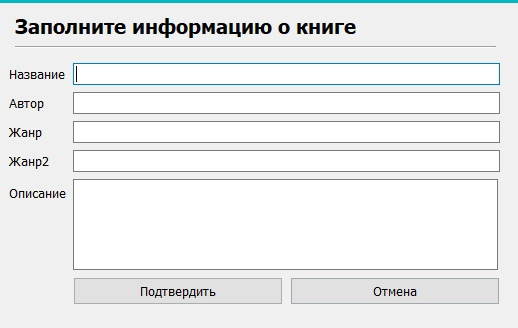 Заполните информацию о книге
Название
Автор
Жанр
Жанр2
Описание
Подтвердить Отмена